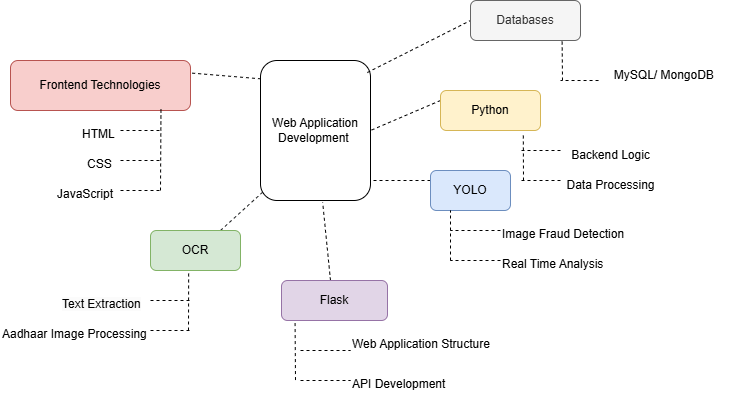 Databases
MySQL/ MongoDB
Frontend Technologies
HTML
CSS
JavaScript
Web Application
Development
Python
Backend Logic
Data Processing
YOLO
Image Fraud Detection
Real Time Analysis
OCR
Text Extraction
Aadhaar Image Processing
Flask
Web Application Structure
API Development